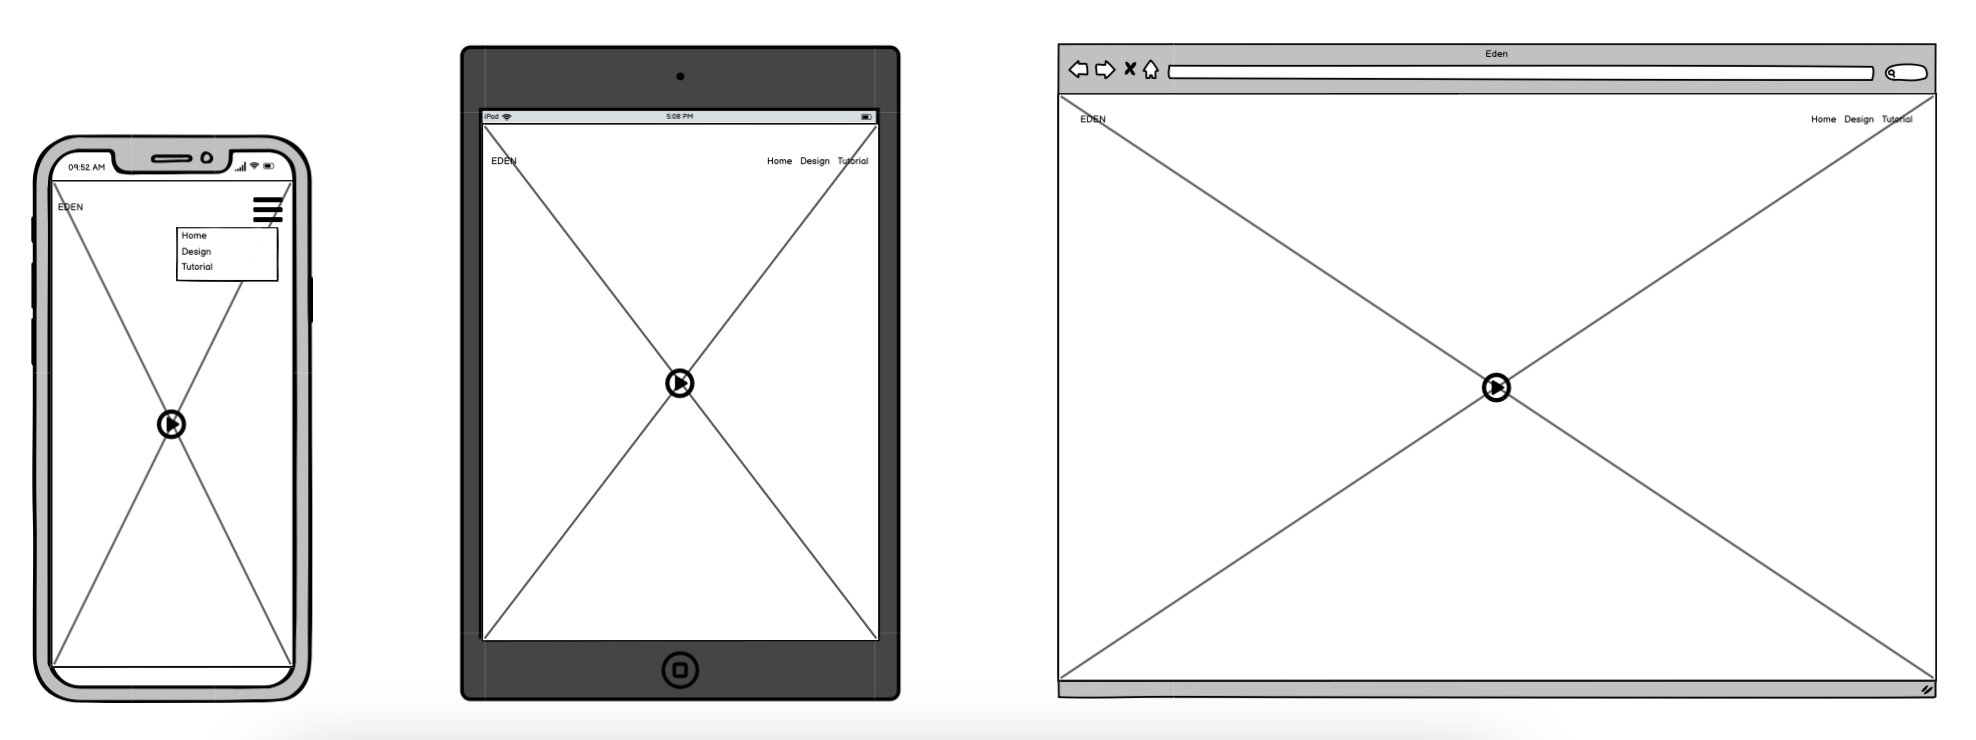 09:52 AM
EDEN
Home
Design
Tutorial
iPad 5:08 PM
EDEN Home Design Tutorial
Eden
EDEN Home Design Tutorial